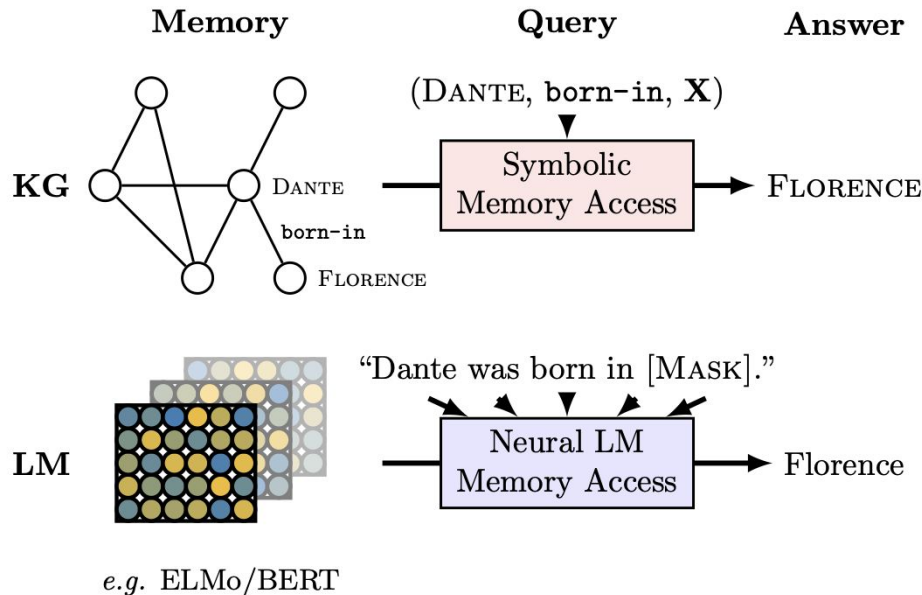 Memory Query Answer
(DANTE, born-in, X)
KG DANTE Symbolic
Memory Access FLORENCE
born-in
FLORENCE
“Dante was born in [MASK].”
LM Neural LM
Memory Access Florence
e.g. ELMo/BERT